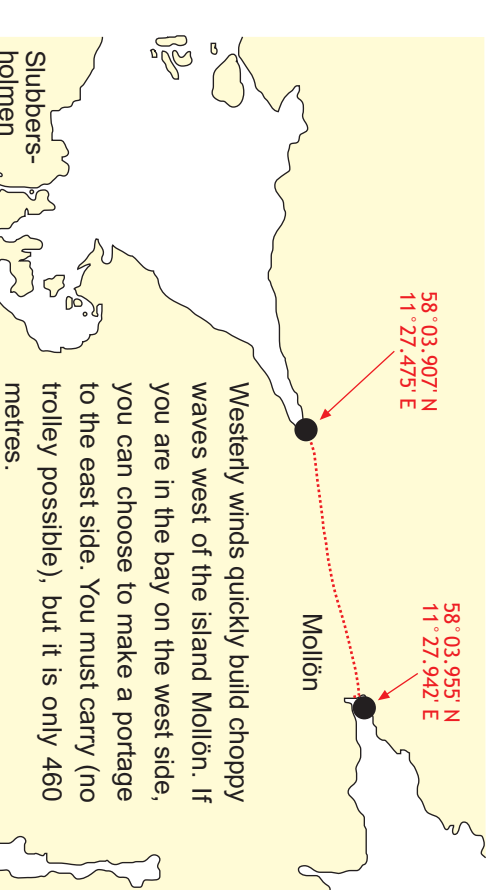 58°03.907' N
11°27.475' E
58°03.955' N
11°27.942' E
Mollön
Westerly winds quickly build choppy
waves west of the island Mollön. If
you are in the bay on the west side,
you can choose to make a portage
to the east side. You must carry (no
trolley possible), but it is only 460
metres.
Slubbers-
holmen